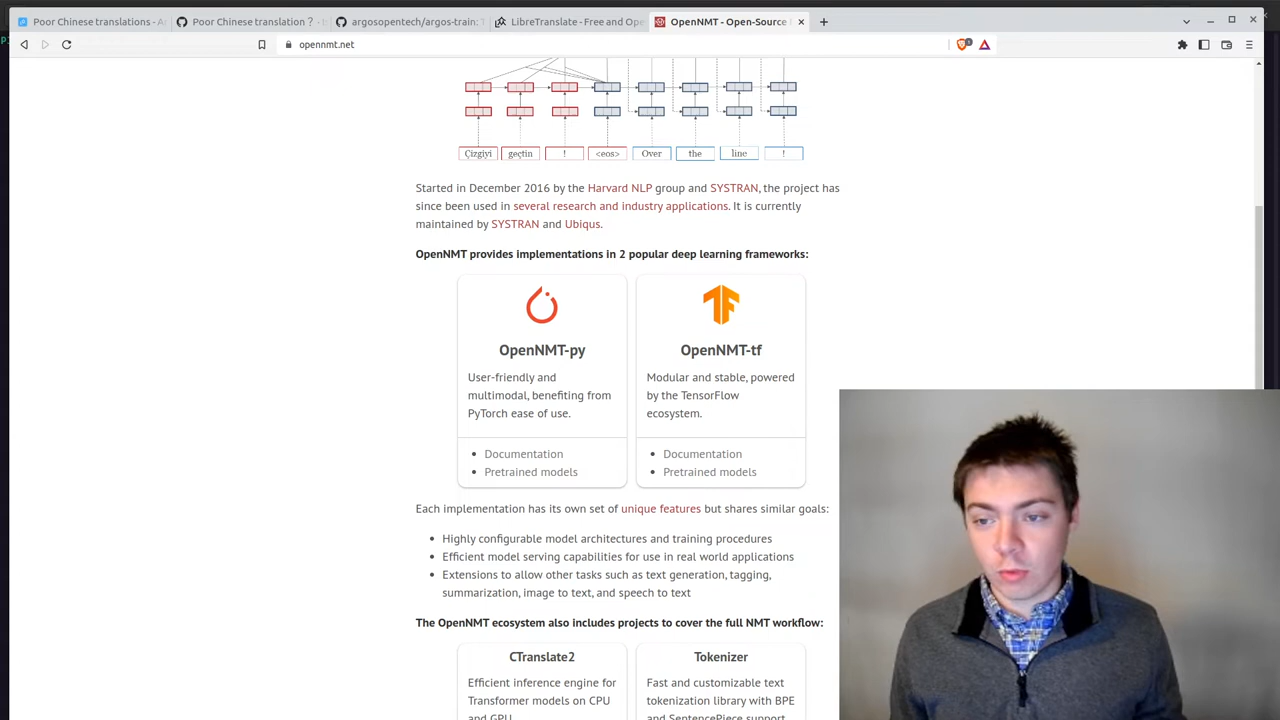 Poor Chinese translations - A
Poor Chinese translation ?
argosopentech/argos-train: T
LibreTranslate - Free and Ope
OpenNMT - Open-Source
opennmt.net
Çizgiyi geçtin ! <eos> Over the line !
Started in December 2016 by the Harvard NLP group and SYSTRAN, the project has
since been used in several research and industry applications. It is currently
maintained by SYSTRAN and Ubiqus.
OpenNMT provides implementations in 2 popular deep learning frameworks:
OpenNMT-py
User-friendly and
multimodal, benefiting from
PyTorch ease of use.
• Documentation
• Pretrained models
OpenNMT-tf
Modular and stable, powered
by the TensorFlow
ecosystem.
• Documentation
• Pretrained models
Each implementation has its own set of unique features but shares similar goals:
• Highly configurable model architectures and training procedures
• Efficient model serving capabilities for use in real world applications
• Extensions to allow other tasks such as text generation, tagging,
summarization, image to text, and speech to text
The OpenNMT ecosystem also includes projects to cover the full NMT workflow:
CTranslate2
Efficient inference engine for
Transformer models on CPU
and GPU
Tokenizer
Fast and customizable text
tokenization library with BPE
and SentencePiece support